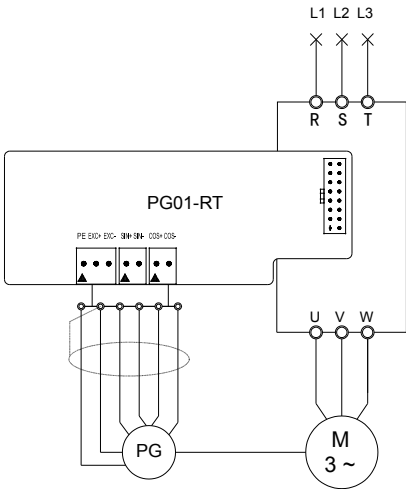 L1 L2 L3
R S T
PG01-RT
PE EXC+ EXC- SIN+ SIN- COS+ COS-
U V W
PG
M
3 ~